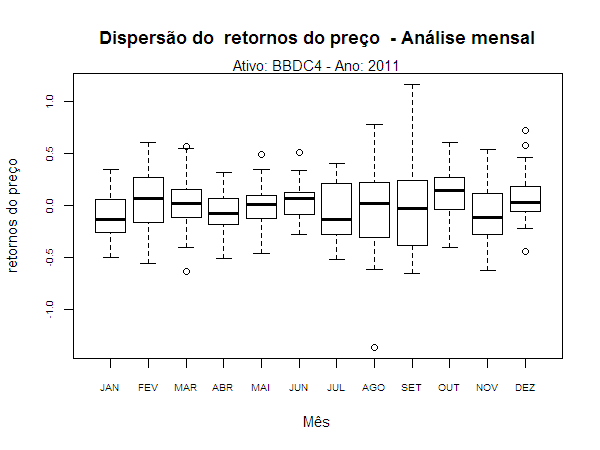 Dispersão do  retornos do preço  - Análise mensal
Ativo: BBDC4 - Ano: 2011
retornos do preço
1.0
0.5
0.0
-0.5
-1.0
JAN FEV MAR ABR MAI JUN JUL AGO SET OUT NOV DEZ
Mês